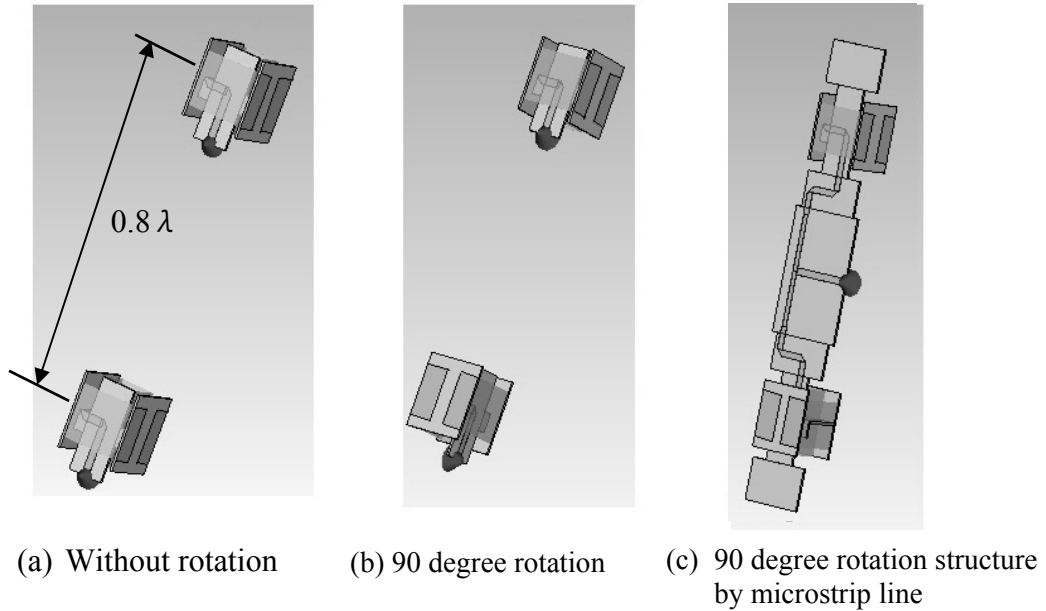 0.8 λ
(a) Without rotation
(b) 90 degree rotation
(c) 90 degree rotation structure
by microstrip line